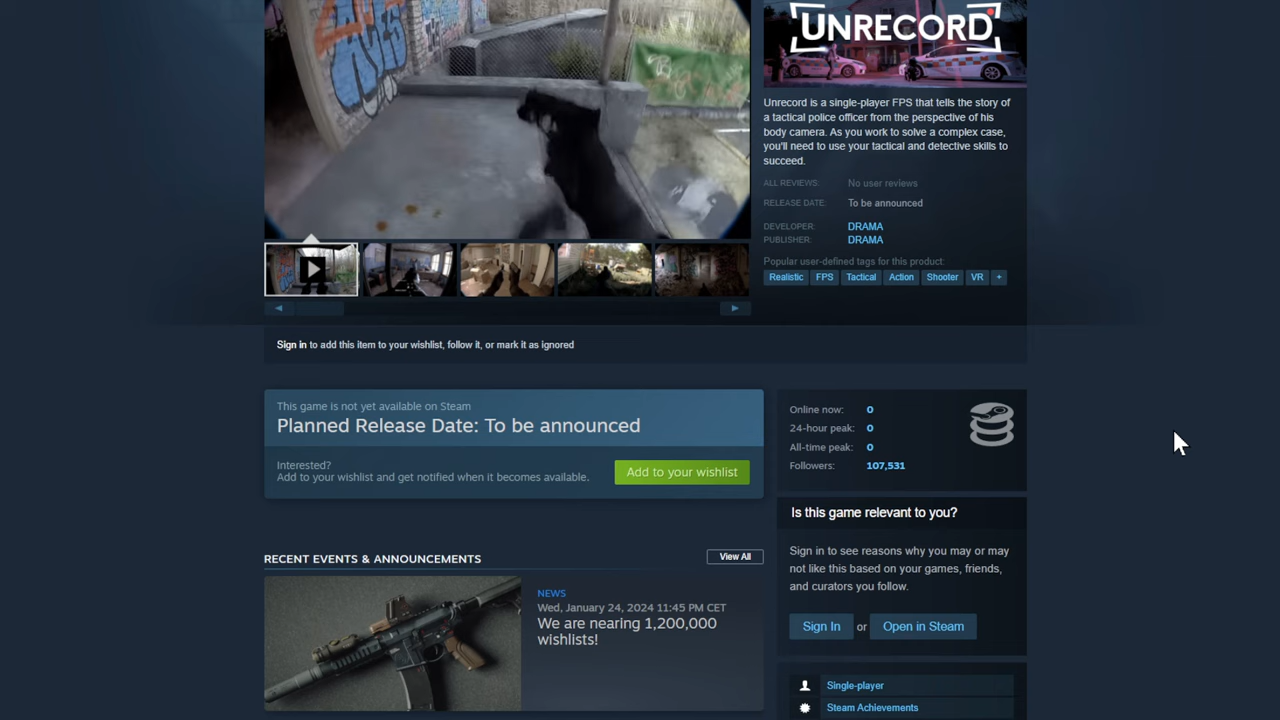 UNRECORD
Unrecord is a single-player FPS that tells the story of
a tactical police officer from the perspective of his
body camera. As you work to solve a complex case,
you'll need to use your tactical and detective skills to
succeed.
ALL REVIEWS: No user reviews
RELEASE DATE: To be announced
DEVELOPER: DRAMA
PUBLISHER: DRAMA
Popular user-defined tags for this product:
Realistic FPS Tactical Action Shooter VR +
Sign in to add this item to your wishlist, follow it, or mark it as ignored
This game is not yet available on Steam
Planned Release Date: To be announced
Interested?
Add to your wishlist and get notified when it becomes available.
Add to your wishlist
Online now: 0
24-hour peak: 0
All-time peak: 0
Followers: 107,531
Is this game relevant to you?
Sign in to see reasons why you may or may
not like this based on your games, friends,
and curators you follow.
Sign In or Open in Steam
RECENT EVENTS & ANNOUNCEMENTS
View All
NEWS
Wed, January 24, 2024 11:45 PM CET
We are nearing 1,200,000
wishlists!
Single-player
Steam Achievements